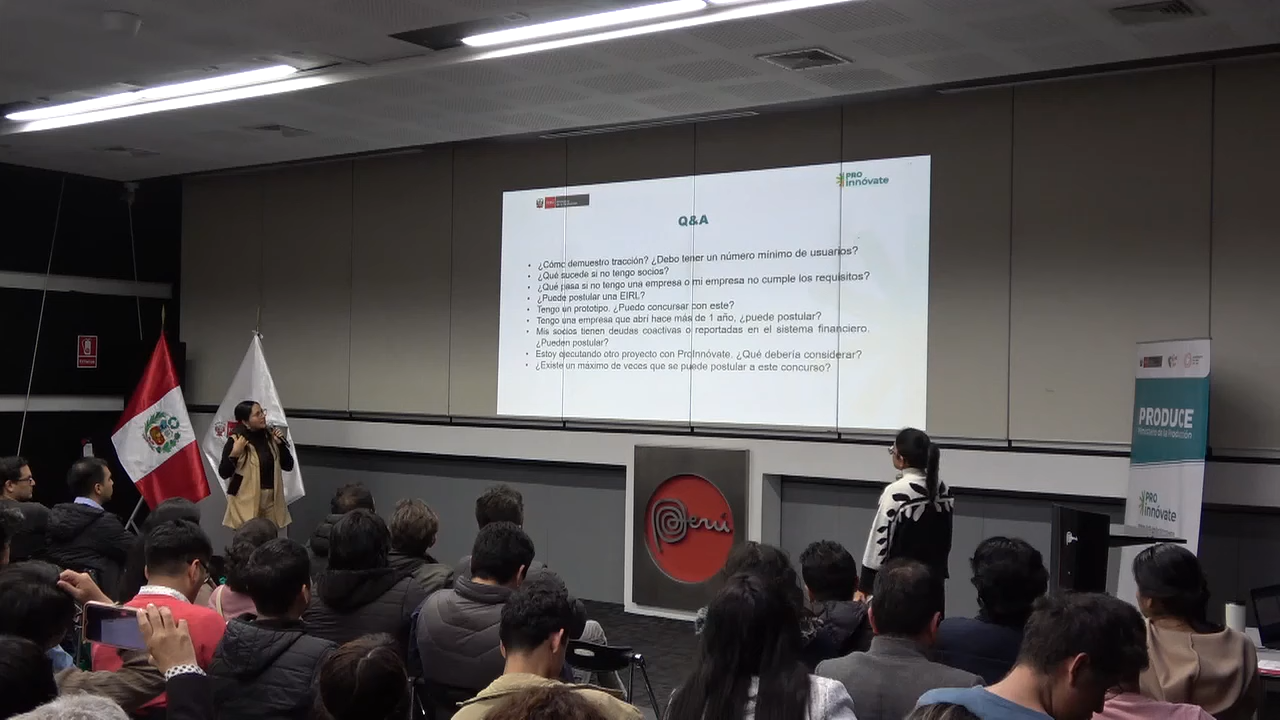 PRO
innóvate
Q&A
• ¿Cómo demuestro tracción? ¿Debo tener un número mínimo de usuarios?
• ¿Qué sucede si no tengo socios?
• ¿Qué pasa si no tengo una empresa o mi empresa no cumple los requisitos?
• ¿Puede postular una EIRL?
• Tengo un prototipo. ¿Puedo concursar con este?
• Tengo una empresa que abrí hace más de 1 año, ¿puede postular?
• Mis socios tienen deudas coactivas o reportadas en el sistema financiero.
¿Pueden postular?
• Estoy ejecutando otro proyecto con ProInnóvate. ¿Qué debería considerar?
• ¿Existe un máximo de veces que se puede postular a este concurso?
PRODUCE
Ministerio de la Producción
PRO
innóvate
Perú